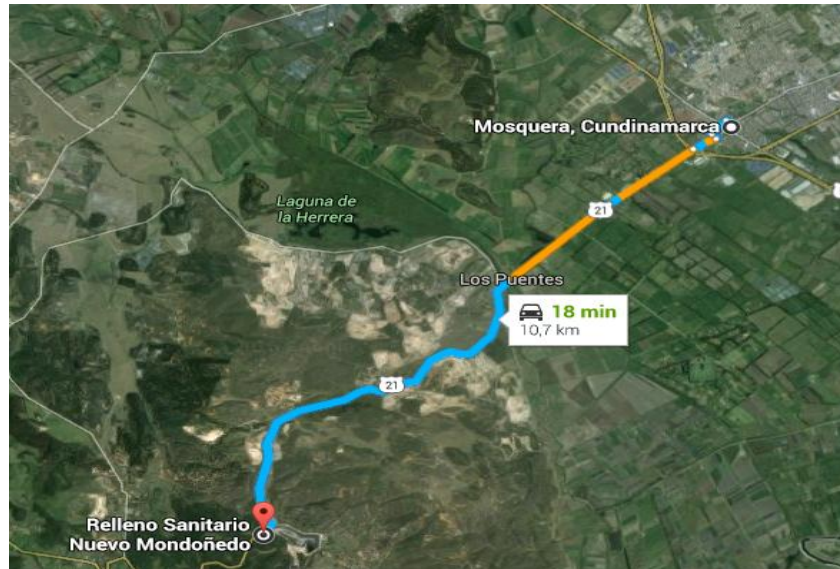 Mosquera, Cundinamarca
Laguna de
la Herrera
21
Los Puentes
18 min
10,7 km
21
Relleno Sanitario
Nuevo Mondoñedo